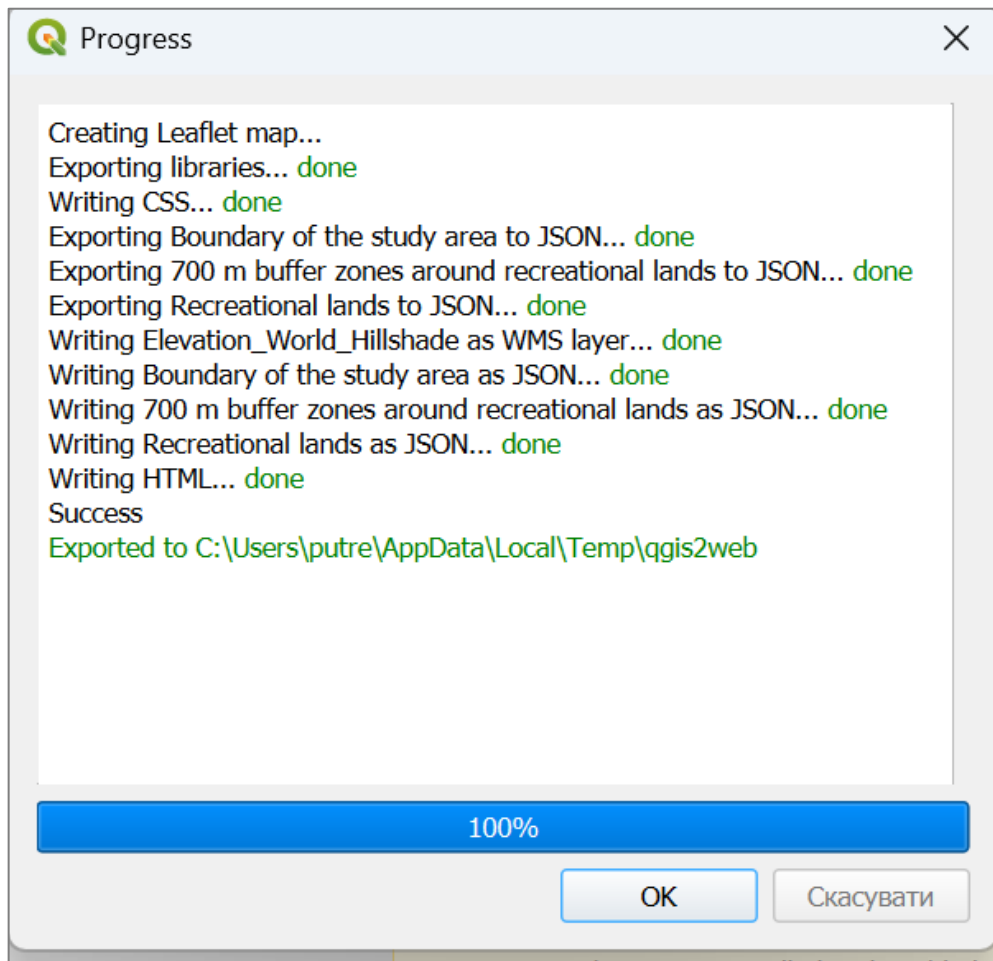 Progress
Creating Leaflet map...
Exporting libraries... done
Writing CSS... done
Exporting Boundary of the study area to JSON... done
Exporting 700 m buffer zones around recreational lands to JSON... done
Exporting Recreational lands to JSON... done
Writing Elevation_World_Hillshade as WMS layer... done
Writing Boundary of the study area as JSON... done
Writing 700 m buffer zones around recreational lands as JSON... done
Writing Recreational lands as JSON... done
Writing HTML... done
Success
Exported to C:\Users\putre\AppData\Local\Temp\qgis2web
100%
OK
Скасувати